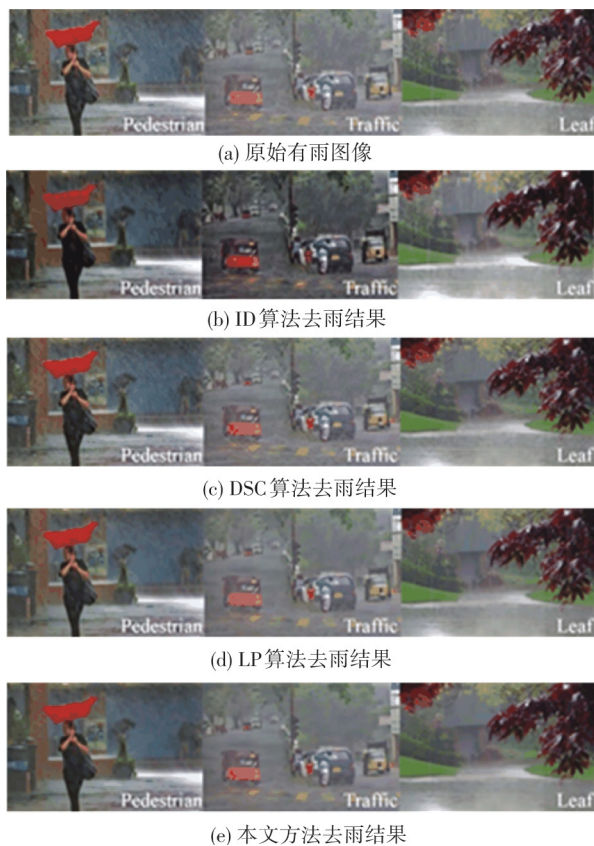 Pedestrian Traffic Leaf
(a) 原始有雨图像
Pedestrian Traffic Leaf
(b) ID算法去雨结果
Pedestrian Traffic Leaf
(c) DSC算法去雨结果
Pedestrian Traffic Leaf
(d) LP算法去雨结果
Pedestrian Traffic Leaf
(e) 本文方法去雨结果